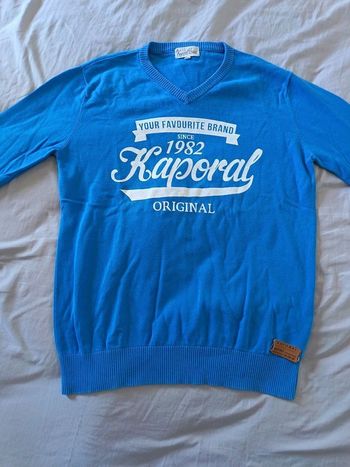 YOUR FAVOURITE BRAND
SINCE
1982
Kaporal
ORIGINAL